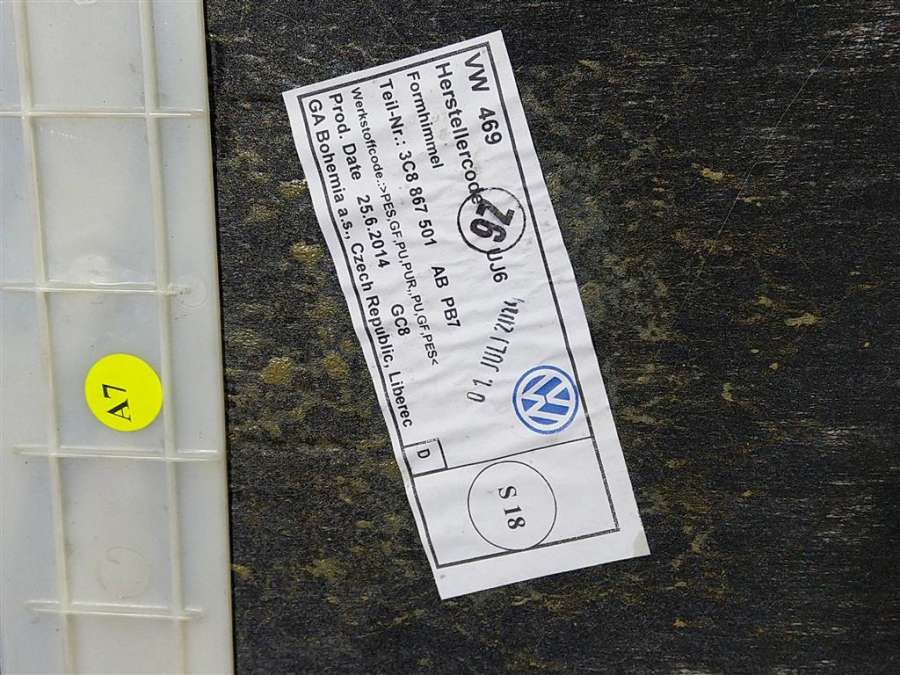 VW 469
Herstellercode UJ6
26
Formhimmel
Teil-Nr.: 3C8 867 501 AB PB7
Werkstoffcode.:>PES,GF,PU,PUR,,PU,GF,PES<
Prod. Date 25.6.2014 GC8
GA Bohemia a.s., Czech Republic, Liberec
D
S 18
A7